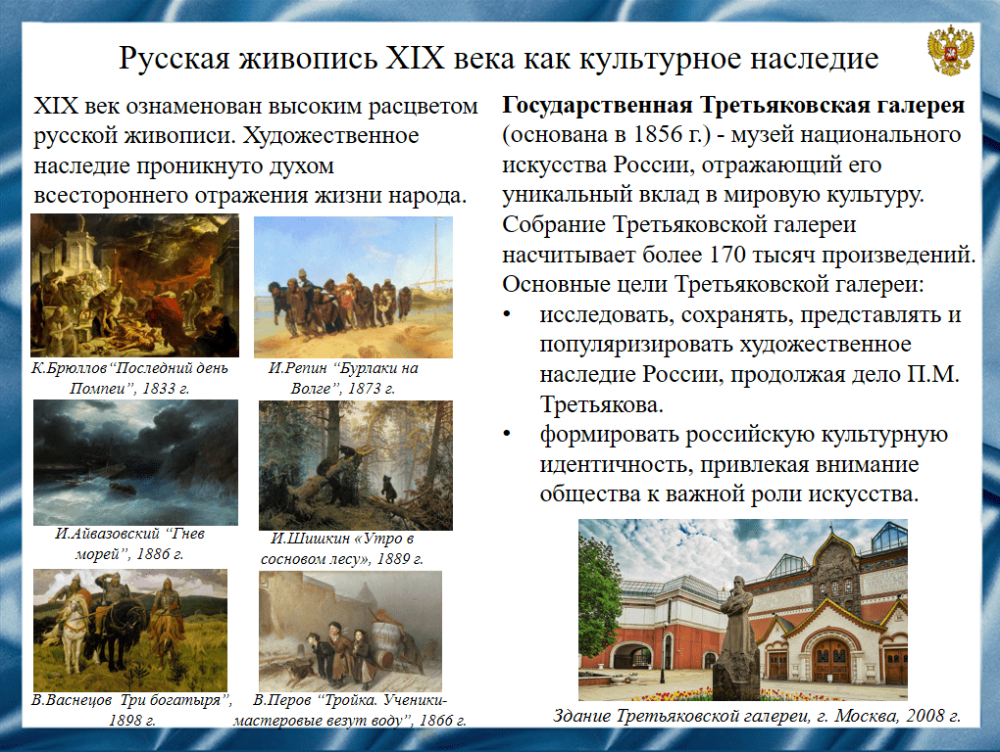 Русская живопись XIX века как культурное наследие
XIX век ознаменован высоким расцветом
русской живописи. Художественное
наследие проникнуто духом
всестороннего отражения жизни народа.
К.Брюллов“Последний день
Помпеи”, 1833 г.
И.Репин “Бурлаки на
Волге”, 1873 г.
И.Айвазовский “Гнев
морей”, 1886 г.
И.Шишкин «Утро в
сосновом лесу», 1889 г.
В.Васнецов Три богатыря”,
1898 г.
В.Перов “Тройка. Ученики-
мастеровые везут воду”, 1866 г.
Государственная Третьяковская галерея
(основана в 1856 г.) - музей национального
искусства России, отражающий его
уникальный вклад в мировую культуру.
Собрание Третьяковской галереи
насчитывает более 170 тысяч произведений.
Основные цели Третьяковской галереи:
• исследовать, сохранять, представлять и
популяризировать художественное
наследие России, продолжая дело П.М.
Третьякова.
• формировать российскую культурную
идентичность, привлекая внимание
общества к важной роли искусства.
Здание Третьяковской галереи, г. Москва, 2008 г.